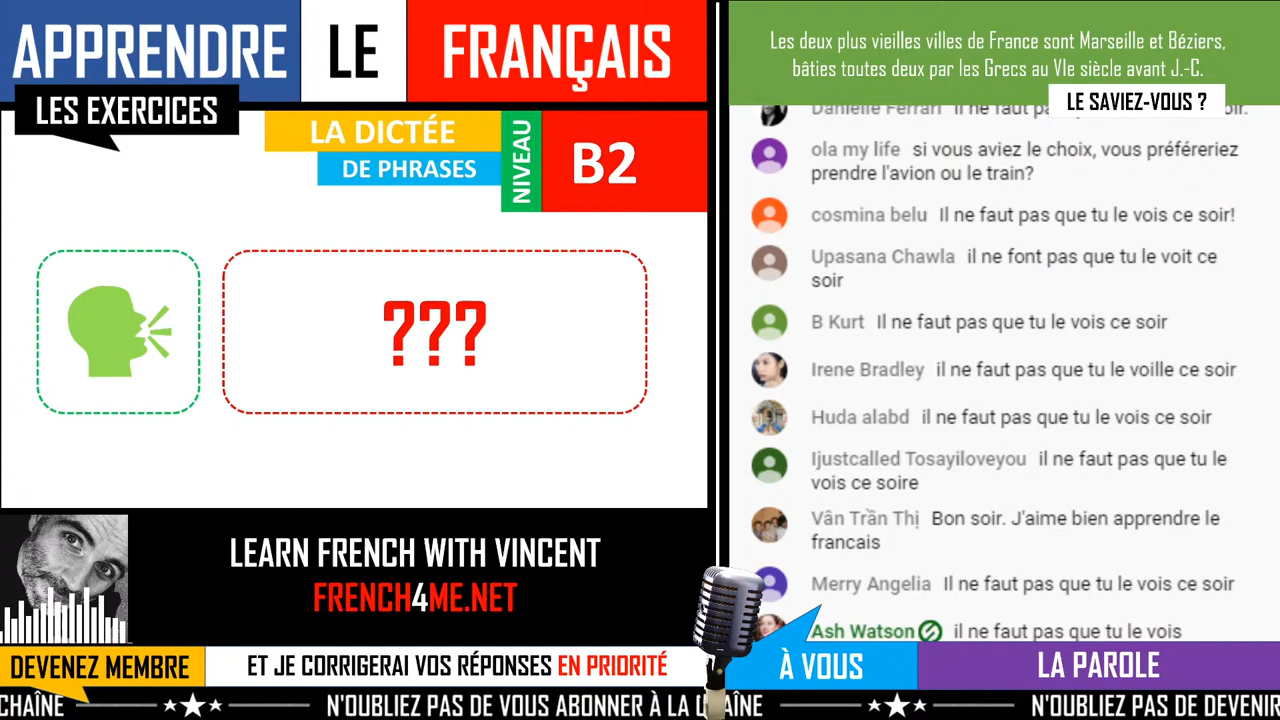 APPRENDRE LE FRANÇAIS
LES EXERCICES
LA DICTÉE
DE PHRASES
NIVEAU
B2
???
LEARN FRENCH WITH VINCENT
FRENCH4ME.NET
DEVENEZ MEMBRE
ET JE CORRIGERAI VOS RÉPONSES EN PRIORITÉ
Les deux plus vieilles villes de France sont Marseille et Béziers,
bâties toutes deux par les Grecs au VIe siècle avant J.-C.
LE SAVIEZ-VOUS ?
Danielle Ferrari il ne faut
ola my life si vous aviez le choix, vous préféreriez
prendre l'avion ou le train?
cosmina belu Il ne faut pas que tu le vois ce soir!
Upasana Chawla il ne font pas que tu le voit ce
soir
B Kurt Il ne faut pas que tu le vois ce soir
Irene Bradley il ne faut pas que tu le voille ce soir
Huda alabd il ne faut pas que tu le vois ce soir
Ijustcalled Tosayiloveyou il ne faut pas que tu le
vois ce soire
Vân Trần Thị Bon soir. J'aime bien apprendre le
francais
Merry Angelia Il ne faut pas que tu le vois ce soir
Ash Watson il ne faut pas que tu le vois
À VOUS
LA PAROLE
CHAÎNE N'OUBLIEZ PAS DE VOUS ABONNER À LA CHAÎNE N'OUBLIEZ PAS DE DEVENIR